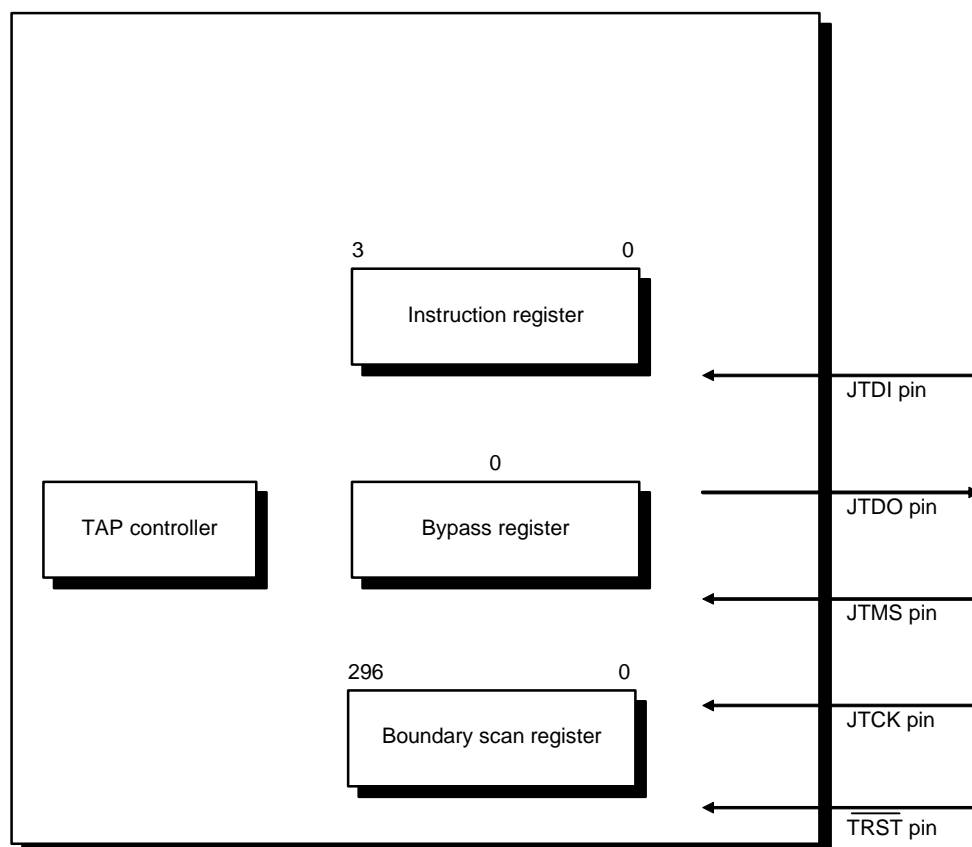 3 0
Instruction register
JTDI pin
0
TAP controller
Bypass register
JTDO pin
JTMS pin
296 0
Boundary scan register
JTCK pin
T̅R̅S̅T̅ pin